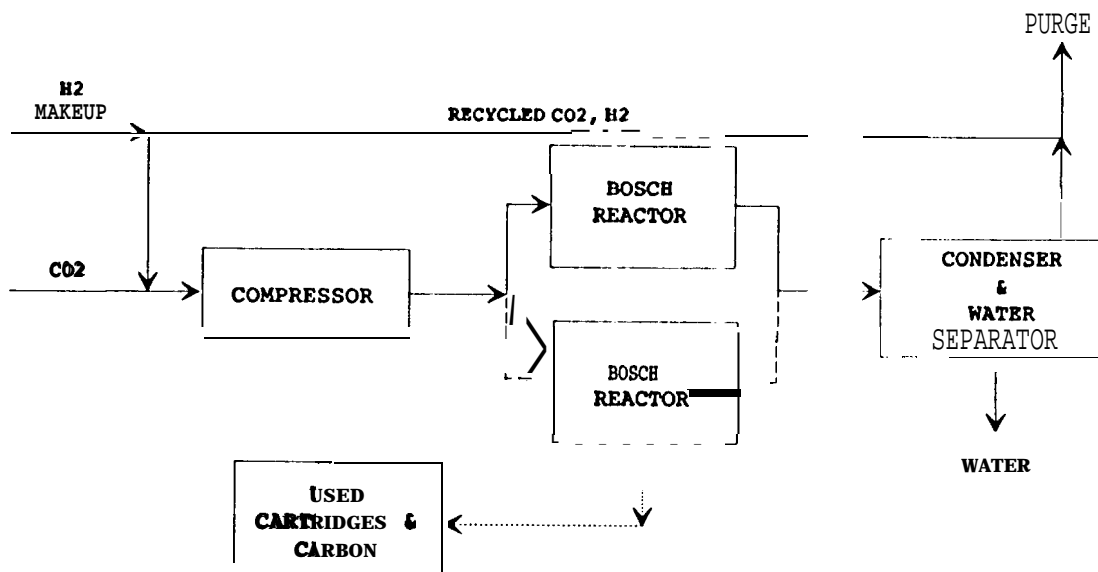 PURGE
H2
MAKEUP
RECYCLED CO2, H2
BOSCH
REACTOR
CO2
COMPRESSOR
CONDENSER
&
WATER
SEPARATOR
BOSCH
REACTOR
WATER
USED
CARTRIDGES &
CARBON